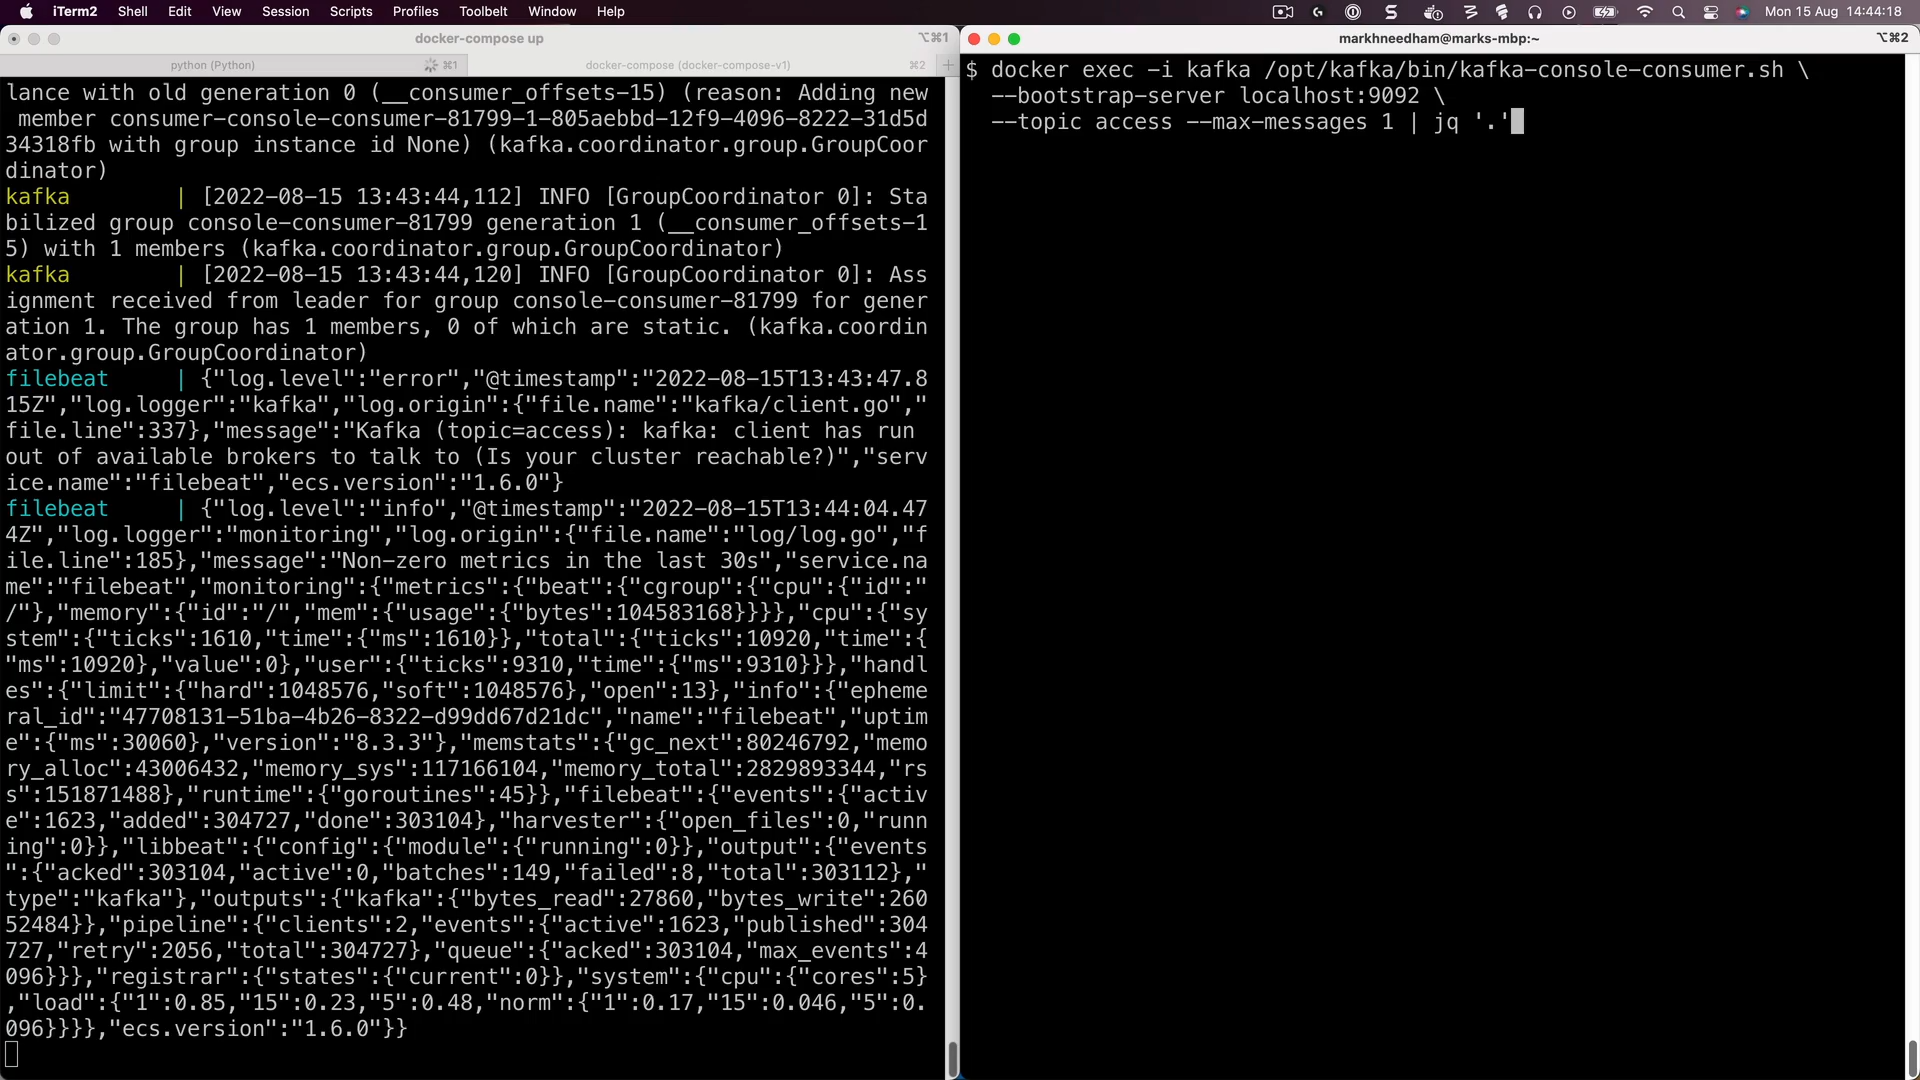 iTerm2 Shell Edit View Session Scripts Profiles Toolbelt Window Help Mon 15 Aug 14:44:18
docker-compose up ⌥⌘1
python (Python) ⌘1 docker-compose (docker-compose-v1) ⌘2 +
lance with old generation 0 (__consumer_offsets-15) (reason: Adding new
 member consumer-console-consumer-81799-1-805aebbd-12f9-4096-8222-31d5d
34318fb with group instance id None) (kafka.coordinator.group.GroupCoor
dinator)
kafka | [2022-08-15 13:43:44,112] INFO [GroupCoordinator 0]: Sta
bilized group console-consumer-81799 generation 1 (__consumer_offsets-1
5) with 1 members (kafka.coordinator.group.GroupCoordinator)
kafka | [2022-08-15 13:43:44,120] INFO [GroupCoordinator 0]: Ass
ignment received from leader for group console-consumer-81799 for gener
ation 1. The group has 1 members, 0 of which are static. (kafka.coordin
ator.group.GroupCoordinator)
filebeat | {"log.level":"error","@timestamp":"2022-08-15T13:43:47.8
15Z","log.logger":"kafka","log.origin":{"file.name":"kafka/client.go","
file.line":337},"message":"Kafka (topic=access): kafka: client has run
out of available brokers to talk to (Is your cluster reachable?)","serv
ice.name":"filebeat","ecs.version":"1.6.0"}
filebeat | {"log.level":"info","@timestamp":"2022-08-15T13:44:04.47
4Z","log.logger":"monitoring","log.origin":{"file.name":"log/log.go","f
ile.line":185},"message":"Non-zero metrics in the last 30s","service.na
me":"filebeat","monitoring":{"metrics":{"beat":{"cgroup":{"cpu":{"id":"
/"},"memory":{"id":"/","mem":{"usage":{"bytes":104583168}}}},"cpu":{"sy
stem":{"ticks":1610,"time":{"ms":1610}},"total":{"ticks":10920,"time":{
"ms":10920},"value":0},"user":{"ticks":9310,"time":{"ms":9310}}},"handl
es":{"limit":{"hard":1048576,"soft":1048576},"open":13},"info":{"epheme
ral_id":"47708131-51ba-4b26-8322-d99dd67d21dc","name":"filebeat","uptim
e":{"ms":30060},"version":"8.3.3"},"memstats":{"gc_next":80246792,"memo
ry_alloc":43006432,"memory_sys":117166104,"memory_total":2829893344,"rs
s":151871488},"runtime":{"goroutines":45}},"filebeat":{"events":{"activ
e":1623,"added":304727,"done":303104},"harvester":{"open_files":0,"runn
ing":0}},"libbeat":{"config":{"module":{"running":0}},"output":{"events
":{"acked":303104,"active":0,"batches":149,"failed":8,"total":303112},"
type":"kafka"},"outputs":{"kafka":{"bytes_read":27860,"bytes_write":260
52484}},"pipeline":{"clients":2,"events":{"active":1623,"published":304
727,"retry":2056,"total":304727},"queue":{"acked":303104,"max_events":4
096}}},"registrar":{"states":{"current":0}},"system":{"cpu":{"cores":5}
,"load":{"1":0.85,"15":0.23,"5":0.48,"norm":{"1":0.17,"15":0.046,"5":0.
096}}}},"ecs.version":"1.6.0"}}
markhneedham@marks-mbp:~ ⌥⌘2
$ docker exec -i kafka /opt/kafka/bin/kafka-console-consumer.sh \
--bootstrap-server localhost:9092 \
--topic access --max-messages 1 | jq '.'